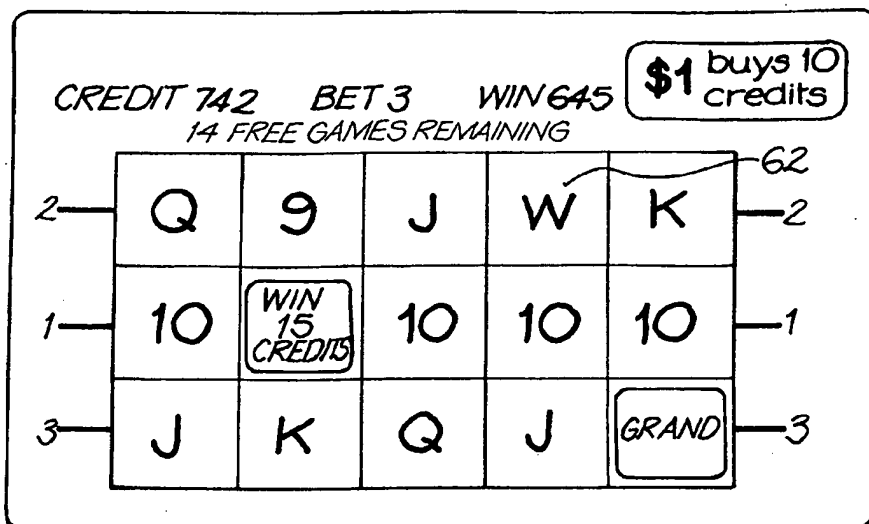 $1 buys 10
credits
CREDIT 742 BET 3 WIN 645
14 FREE GAMES REMAINING
62
2 Q 9 J W K 2
1 10 WIN 15 CREDITS 10 10 10 1
3 J K Q J GRAND 3